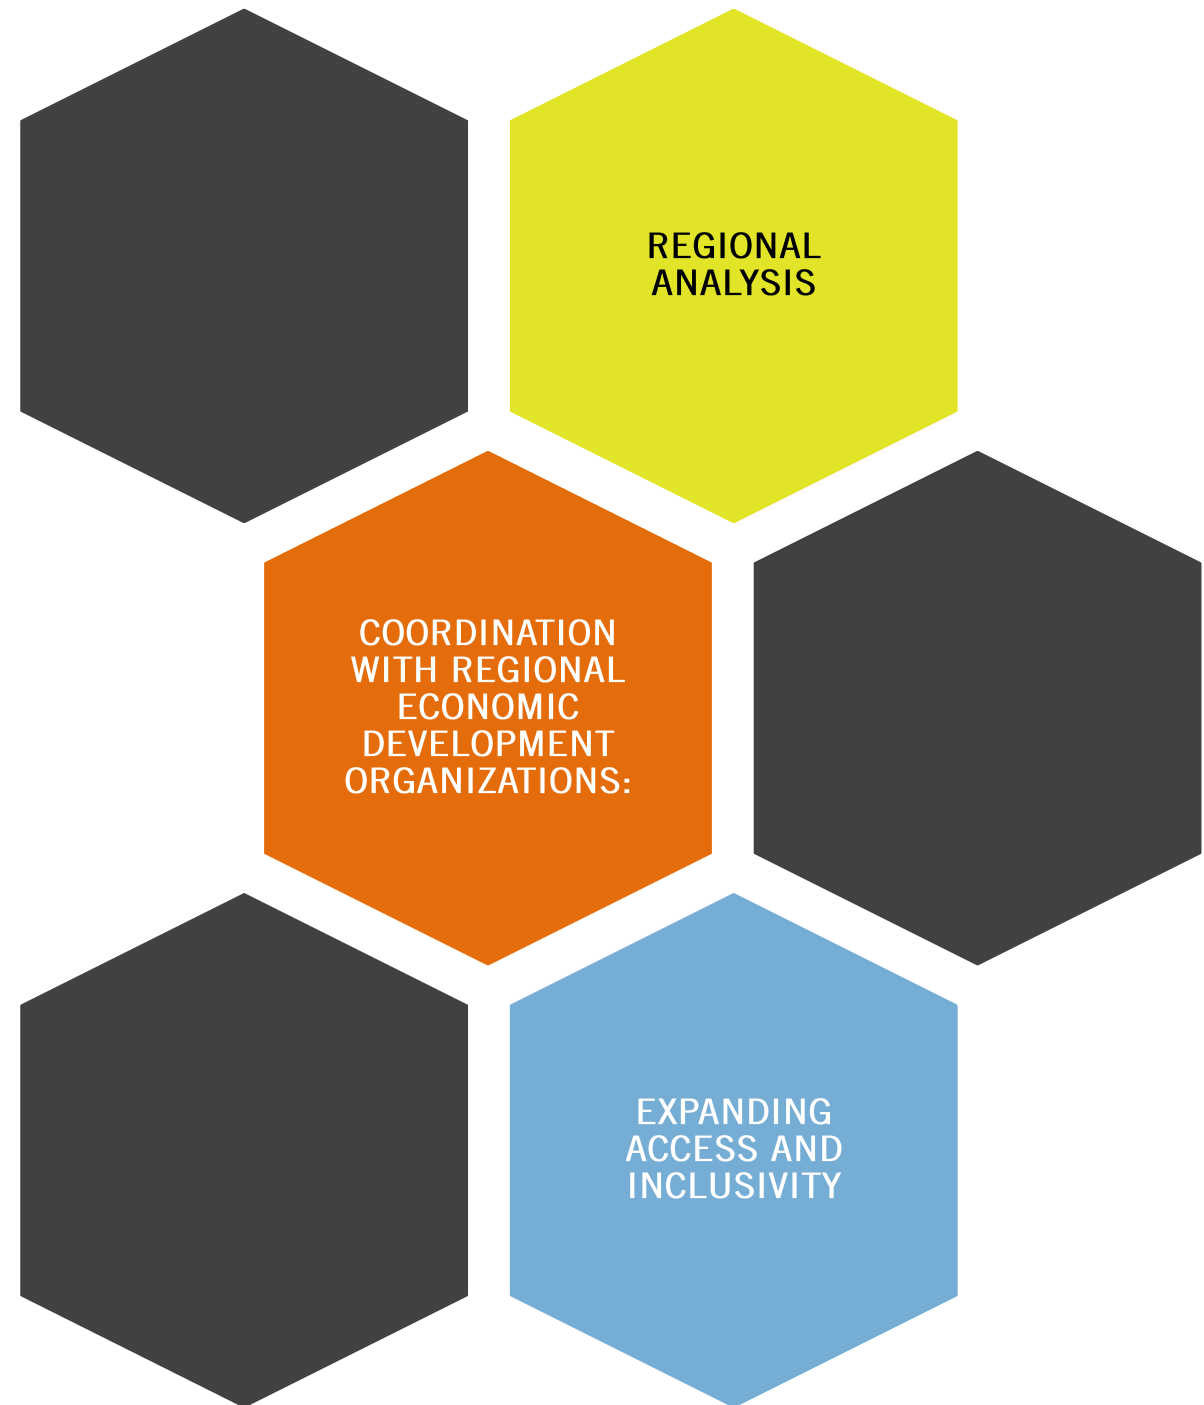 REGIONAL
ANALYSIS
COORDINATION
WITH REGIONAL
ECONOMIC
DEVELOPMENT
ORGANIZATIONS:
EXPANDING
ACCESS AND
INCLUSIVITY